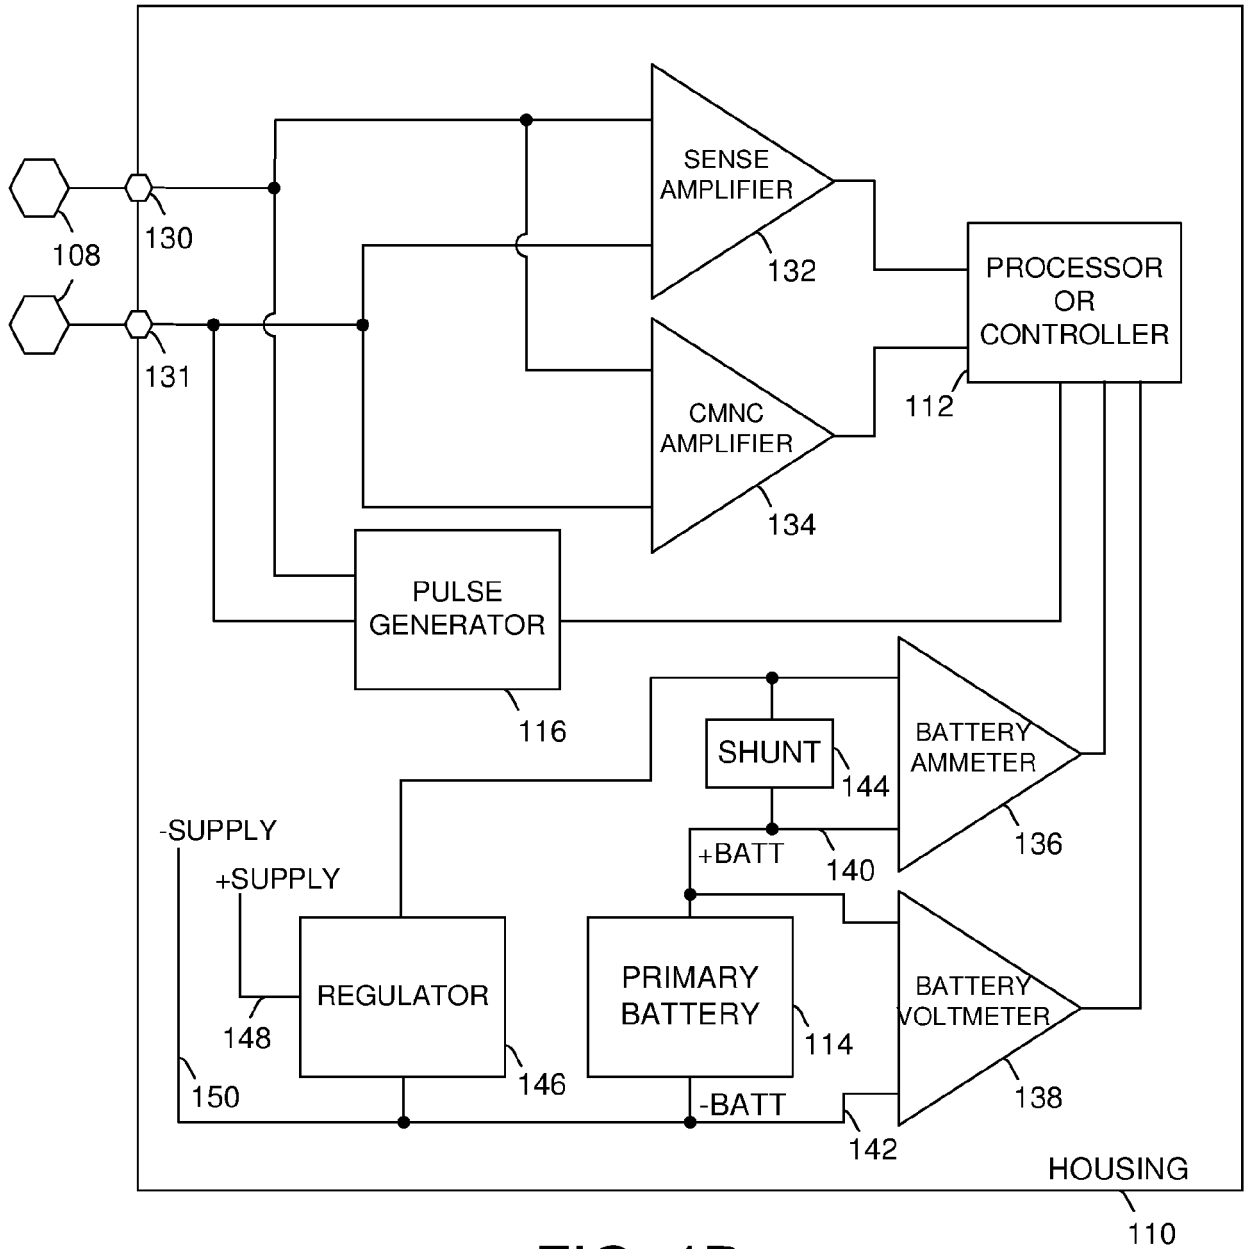 SENSE
AMPLIFIER
132
130
108
131
PROCESSOR
OR
CONTROLLER
112
CMNC
AMPLIFIER
134
PULSE
GENERATOR
116
BATTERY
AMMETER
136
SHUNT
144
-SUPPLY
+SUPPLY
+BATT
140
REGULATOR
148
150
146
PRIMARY
BATTERY
114
BATTERY
VOLTMETER
138
-BATT
142
HOUSING
110